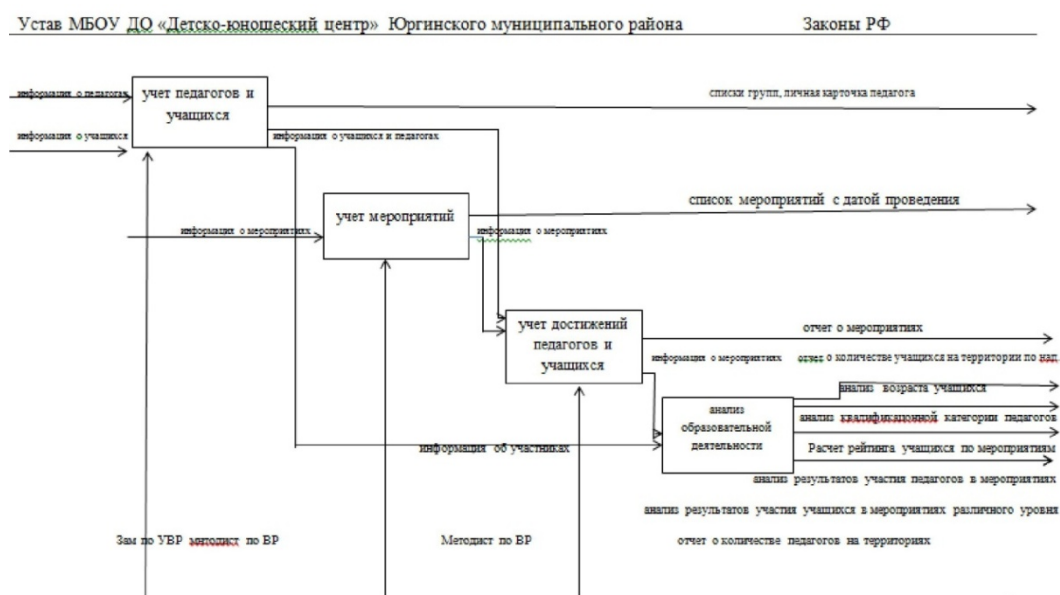 Устав МБОУ ДО «Детско-юношеский центр» Юргинского муниципального района Законы РФ
информация о педагогах
учет педагогов и
учащихся
списки групп, личная карточка педагога
информация о учащихся
информация о учащихся и педагогах
учет мероприятий
список мероприятий с датой проведения
информация о мероприятиях
информация о мероприятиях
учет достижений
педагогов и
учащихся
отчет о мероприятиях
информация о мероприятиях
отчет о количестве учащихся на территории по нап
анализ возраста учащихся
анализ
образовательной
деятельности
анализ квалификационной категории педагогов
информация об участниках
Расчет рейтинга учащихся по мероприятиям
анализ результатов участия педагогов в мероприятиях
анализ результатов участия учащихся в мероприятиях различного уровня
Зам по УВР митодист по ВР
Методист по ВР
отчет о количестве педагогов на территориях